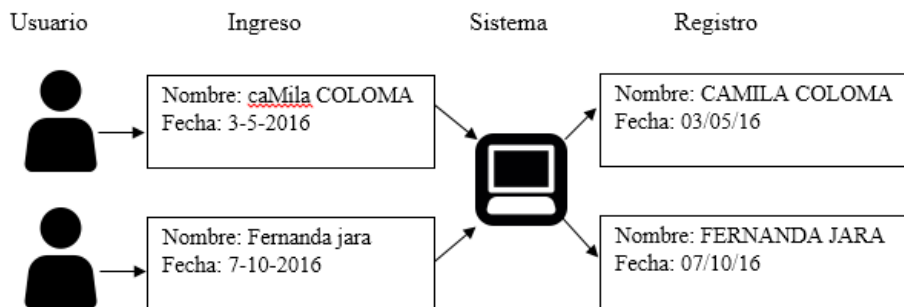 Usuario Ingreso Sistema Registro
Nombre: caMila COLOMA
Fecha: 3-5-2016
Nombre: CAMILA COLOMA
Fecha: 03/05/16
Nombre: Fernanda jara
Fecha: 7-10-2016
Nombre: FERNANDA JARA
Fecha: 07/10/16